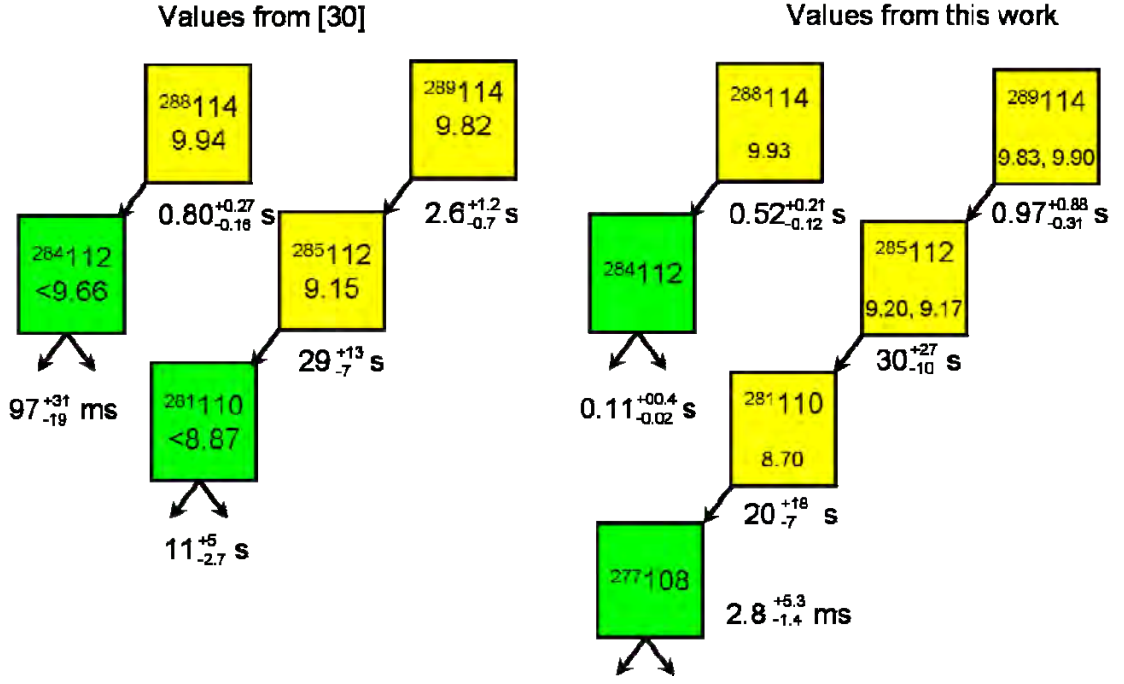 Values from [30]
288114
9.94
289114
9.82
0.80 +0.27 -0.16 s
2.6 +1.2 -0.7 s
284112
<9.66
285112
9.15
97 +31 -19 ms
29 +13 -7 s
281110
<8.87
11 +5 -2.7 s
Values from this work
288114
9.93
289114
9.83, 9.90
0.52 +0.21 -0.12 s
0.97 +0.88 -0.31 s
284112
285112
9.20, 9.17
0.11 +00.4 -0.02 s
30 +27 -10 s
281110
8.70
20 +18 -7 s
277108
2.8 +5.3 -1.4 ms